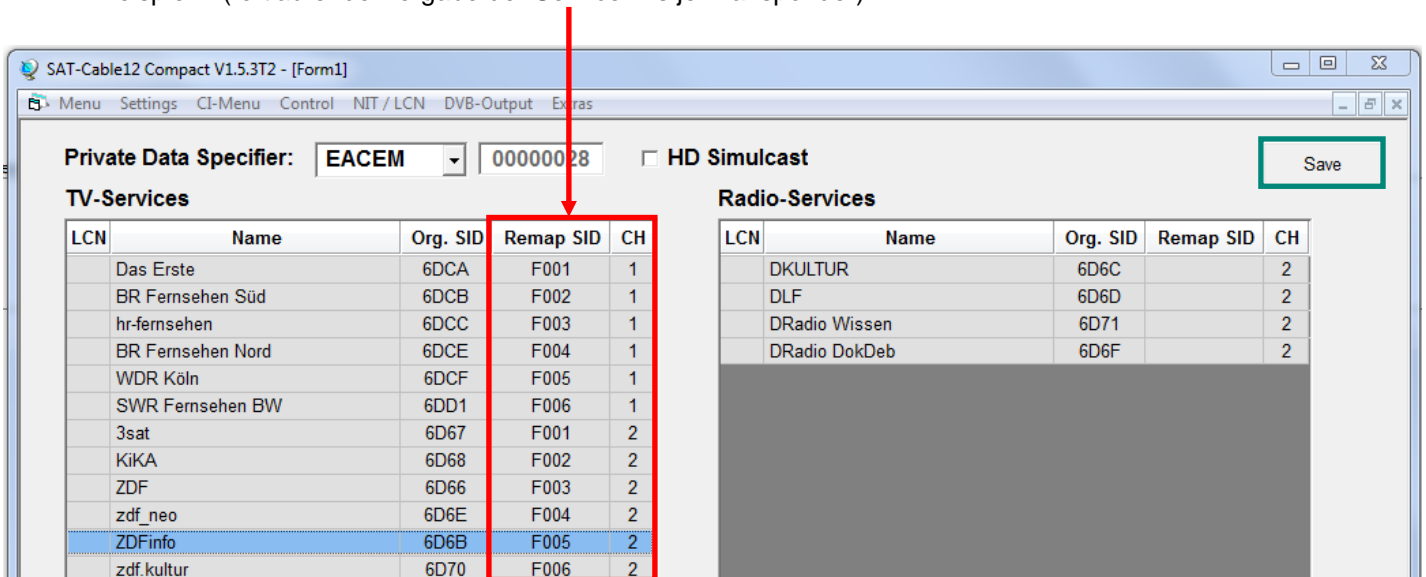 SAT-Cable12 Compact V1.5.3T2 - [Form1]
Menu Settings CI-Menu Control NIT / LCN DVB-Output Extras
Private Data Specifier: EACEM 00000028 HD Simulcast Save
TV-Services Radio-Services
LCN Name Org. SID Remap SID CH LCN Name Org. SID Remap SID CH
Das Erste 6DCA F001 1 DKULTUR 6D6C 2
BR Fernsehen Süd 6DCB F002 1 DLF 6D6D 2
hr-fernsehen 6DCC F003 1 DRadio Wissen 6D71 2
BR Fernsehen Nord 6DCE F004 1 DRadio DokDeb 6D6F 2
WDR Köln 6DCF F005 1
SWR Fernsehen BW 6DD1 F006 1
3sat 6D67 F001 2
KiKA 6D68 F002 2
ZDF 6D66 F003 2
zdf_neo 6D6E F004 2
ZDFinfo 6D6B F005 2
zdf.kultur 6D70 F006 2